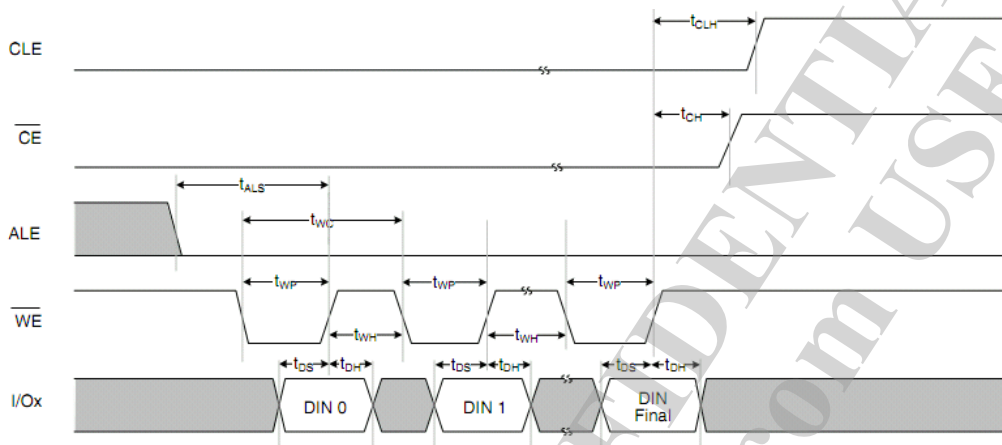 CLE
tCLH
CE
tCH
tALS
ALE
tWC
WE
tWP
tWP
tWP
tWH
tWH
I/Ox
tDS
tDH
tDS
tDH
tDS
tDH
DIN 0
DIN 1
DIN
Final
USE